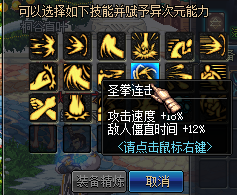 可以选择如下技能并赋予异次元能力
圣拳连击
攻击速度 +10%
敌人僵直时间 +12%
<请点击鼠标右键>
装备精炼
取消